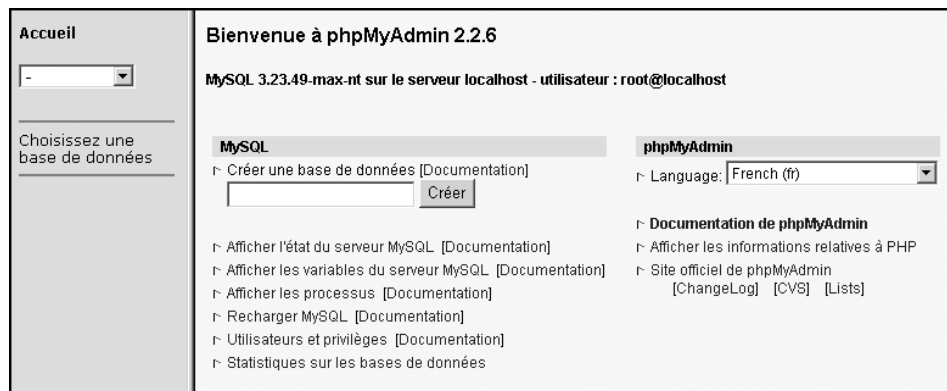 Accueil
-
Choisissez une
base de données
Bienvenue à phpMyAdmin 2.2.6
MySQL 3.23.49-max-nt sur le serveur localhost - utilisateur : root@localhost
MySQL
Créer une base de données [Documentation]
Créer
Afficher l'état du serveur MySQL [Documentation]
Afficher les variables du serveur MySQL [Documentation]
Afficher les processus [Documentation]
Recharger MySQL [Documentation]
Utilisateurs et privilèges [Documentation]
Statistiques sur les bases de données
phpMyAdmin
Language: French (fr)
Documentation de phpMyAdmin
Afficher les informations relatives à PHP
Site officiel de phpMyAdmin
[ChangeLog] [CVS] [Lists]